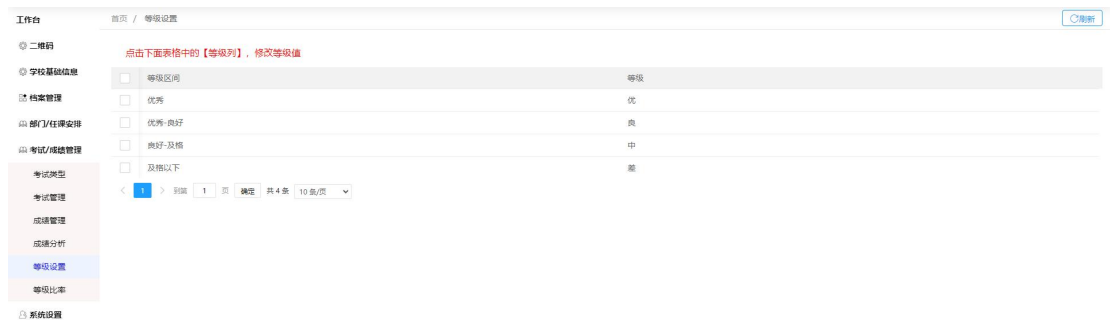 工作台
首页 / 等级设置
刷新
二维码
学校基础信息
档案管理
部门/任课安排
考试/成绩管理
考试类型
考试管理
成绩管理
成绩分析
等级设置
等级比率
系统设置
点击下面表格中的【等级列】，修改等级值
等级区间 等级
优秀 优
优秀-良好 良
良好-及格 中
及格以下 差
< 1 > 到第 1 页 确定 共 4 条 10 条/页